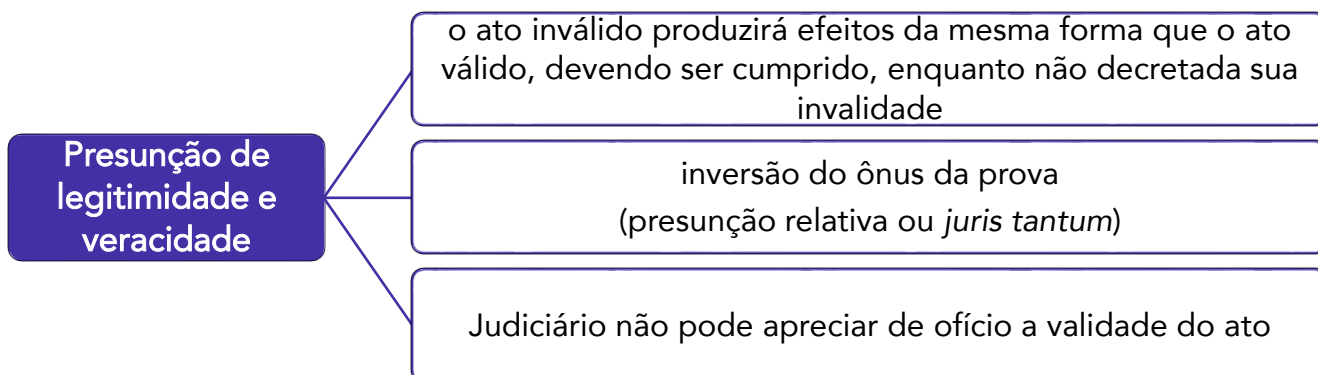 o ato inválido produzirá efeitos da mesma forma que o ato
válido, devendo ser cumprido, enquanto não decretada sua
invalidade
Presunção de
legitimidade e
veracidade
inversão do ônus da prova
(presunção relativa ou juris tantum)
Judiciário não pode apreciar de ofício a validade do ato